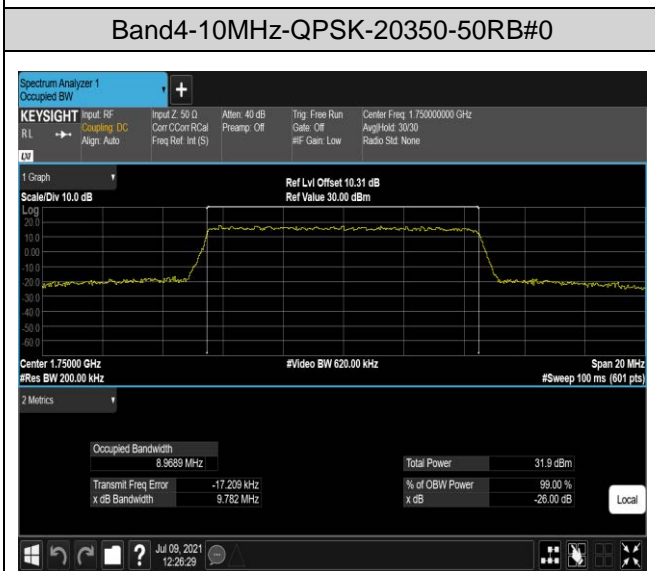 Band4-10MHz-QPSK-20350-50RB#0
Spectrum Analyzer 1
Occupied BW
+
KEYSIGHT Input: RF Input Z: 50 Ω Atten: 40 dB Trig: Free Run Center Freq: 1.750000000 GHz
RL Coupling: DC Corr CCorr RCal Preamp: Off Gate: Off Avg|Hold: 30/30
Align: Auto Freq Ref: Int (S) #IF Gain: Low Radio Std: None
LXI
1 Graph
Ref Lvl Offset 10.31 dB
Scale/Div 10.0 dB Ref Value 30.00 dBm
Log
20.0
10.0
0.00
-10.0
-20.0
-30.0
-40.0
-50.0
-60.0
Center 1.75000 GHz #Video BW 620.00 kHz Span 20 MHz
#Res BW 200.00 kHz #Sweep 100 ms (601 pts)
2 Metrics
Occupied Bandwidth
8.9689 MHz Total Power 31.9 dBm
Transmit Freq Error -17.209 kHz % of OBW Power 99.00 %
x dB Bandwidth 9.782 MHz x dB -26.00 dB
Local
? Jul 09, 2021
12:26:29